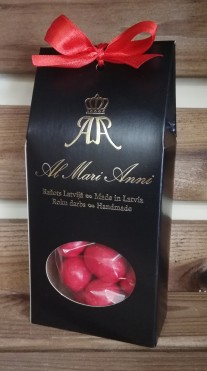 AR
Al Mari Anni
Ražots Latvijā Made in Latvia
Roku darbs Handmade